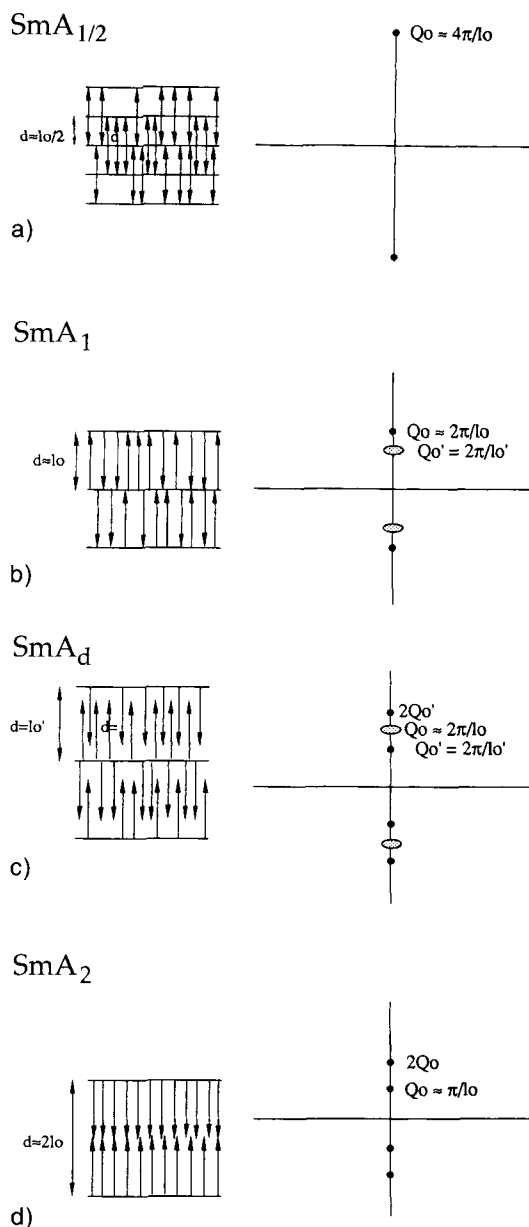 SmA1/2
Qo ≈ 4π/lo
d≈lo/2
d
a)
SmA1
Qo ≈ 2π/lo
Qo' = 2π/lo'
d≈lo
b)
SmAd
2Qo'
Qo ≈ 2π/lo
Qo' = 2π/lo'
d=lo'
d=
c)
SmA2
2Qo
Qo ≈ π/lo
d≈2lo
d)